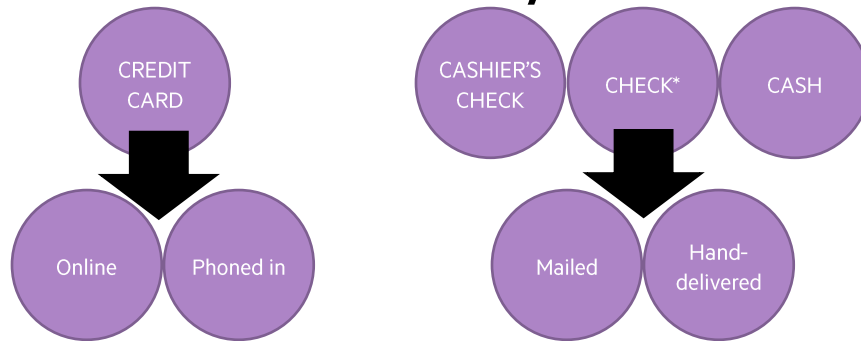 CREDIT
CARD
CASHIER'S
CHECK
CHECK*
CASH
Online
Phoned in
Mailed
Hand-
delivered